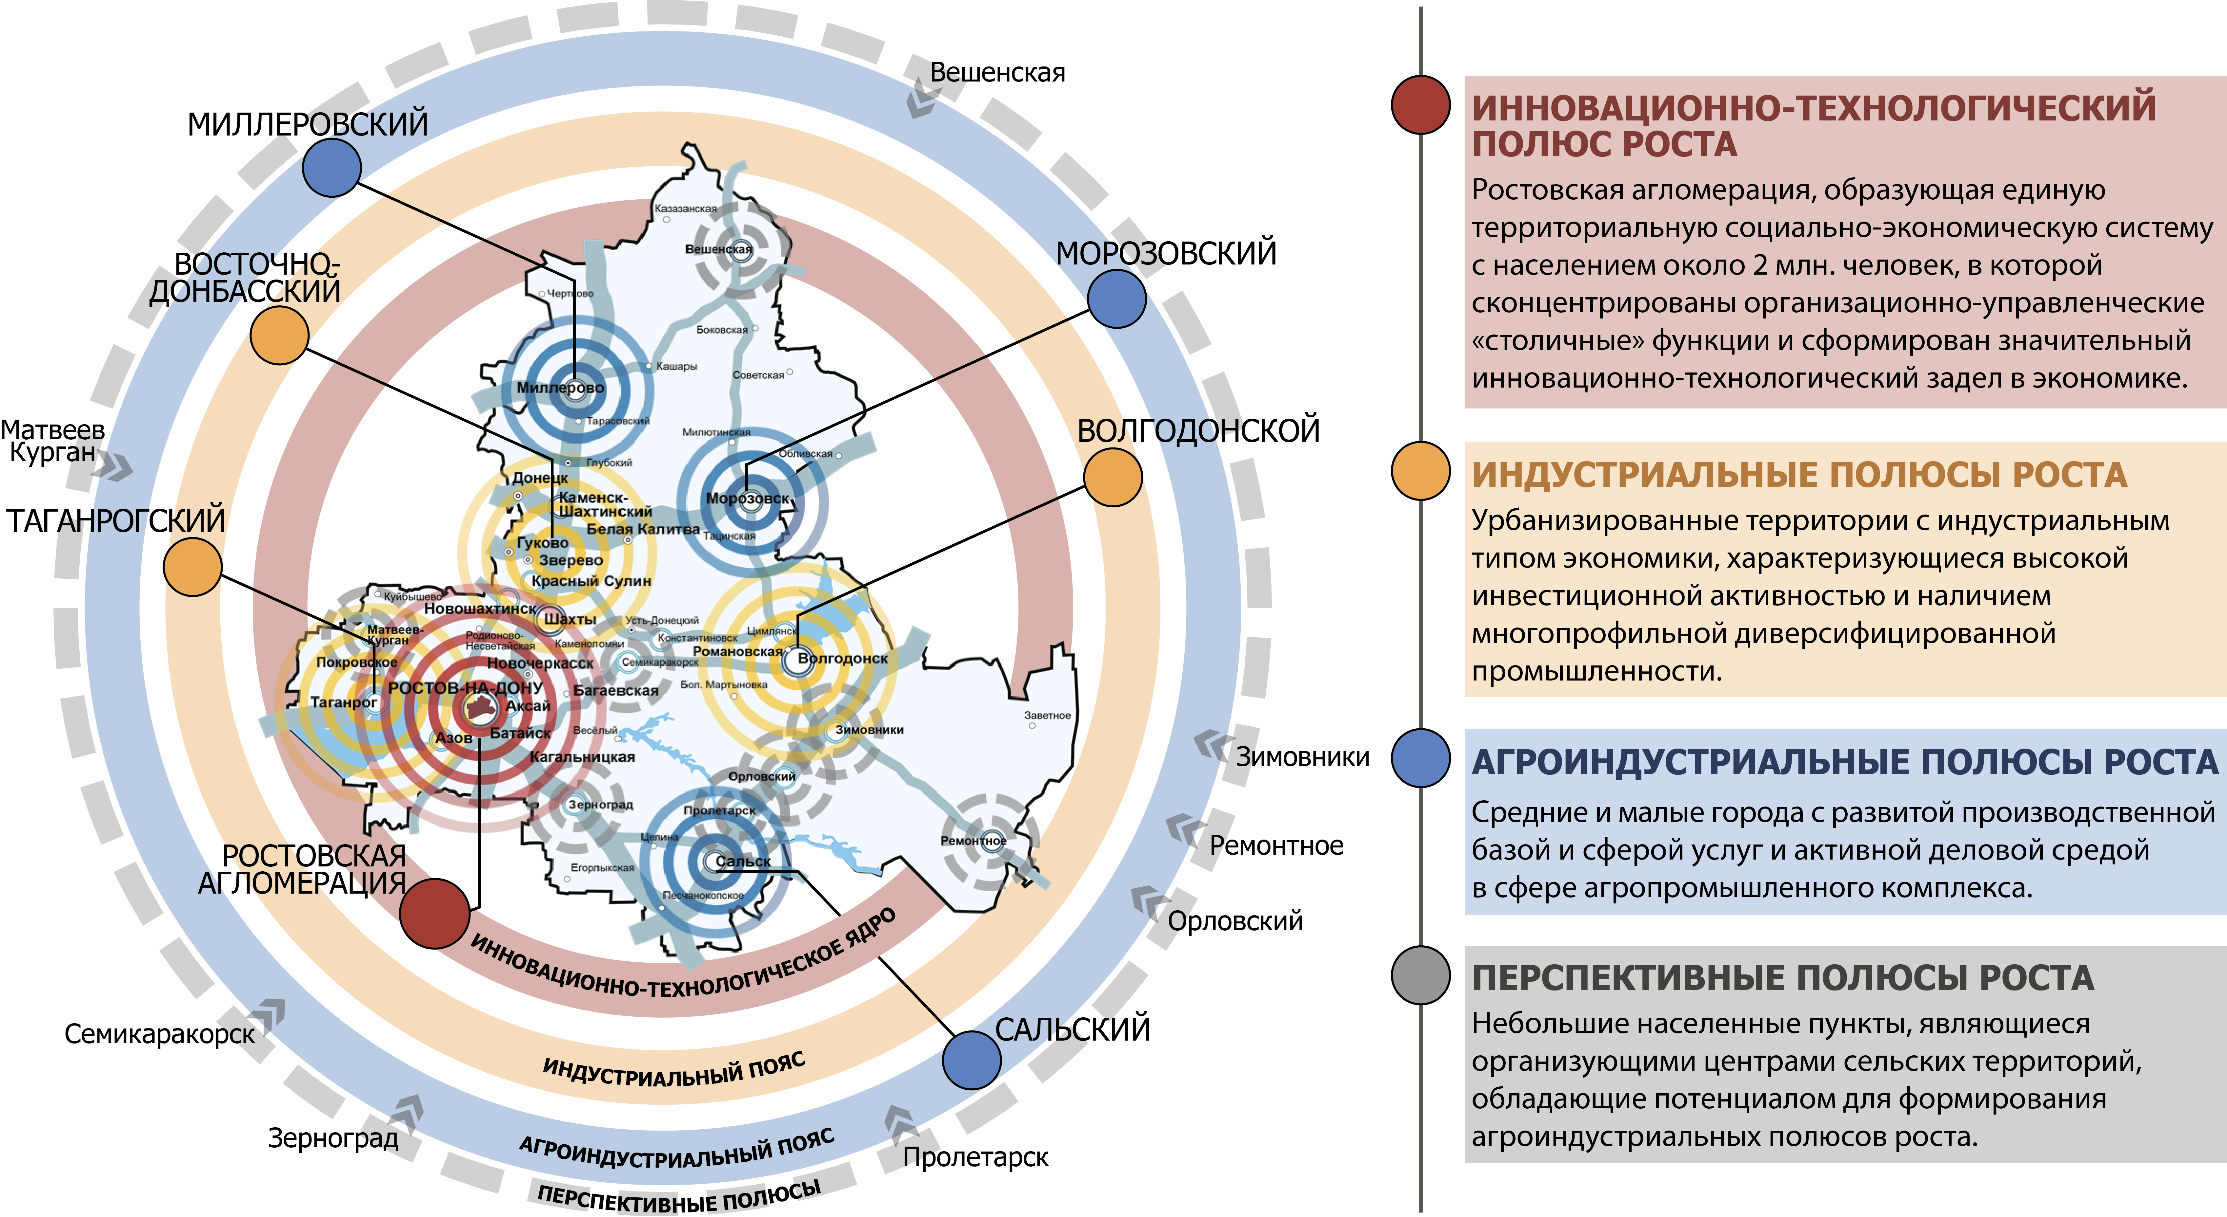 Вешенская
МИЛЛЕРОВСКИЙ
ВОСТОЧНО-
ДОНБАССКИЙ
МОРОЗОВСКИЙ
Матвеев
Курган
ВОЛГОДОНСКОЙ
ТАГАНРОГСКИЙ
Казазанская
Вешенская
Чертково
Боковская
Кашары
Советская
Миллерово
Тарасовский
Милютинская
Обливская
Глубокий
Донецк
Каменск-
Шахтинский
Морозовск
Белая Калитва
Тацинская
Гуково
Зверево
Красный Сулин
Куйбышево
Новошахтинск
Шахты
Усть-Донецкий
Матвеев-
Курган
Родионово-
Несветайская
Каменоломни
Константиновск
Цимлянск
Романовская
Волгодонск
Покровское
Новочеркасск
Семикаракорск
РОСТОВ-НА-ДОНУ
Багаевская
Бол. Мартыновка
Таганрог
Аксай
Заветное
Азов
Батайск
Весёлый
Зимовники
Кагальницкая
Орловский
Зерноград
Пролетарск
Целина
Ремонтное
Сальск
Егорлыкская
Песчанокопское
Зимовники
Ремонтное
Орловский
РОСТОВСКАЯ
АГЛОМЕРАЦИЯ
САЛЬСКИЙ
Семикаракорск
Зерноград
Пролетарск
ИННОВАЦИОННО-ТЕХНОЛОГИЧЕСКОЕ ЯДРО
ИНДУСТРИАЛЬНЫЙ ПОЯС
АГРОИНДУСТРИАЛЬНЫЙ ПОЯС
ПЕРСПЕКТИВНЫЕ ПОЛЮСЫ
ИННОВАЦИОННО-ТЕХНОЛОГИЧЕСКИЙ
ПОЛЮС РОСТА
Ростовская агломерация, образующая единую
территориальную социально-экономическую систему
с населением около 2 млн. человек, в которой
сконцентрированы организационно-управленческие
«столичные» функции и сформирован значительный
инновационно-технологический задел в экономике.
ИНДУСТРИАЛЬНЫЕ ПОЛЮСЫ РОСТА
Урбанизированные территории с индустриальным
типом экономики, характеризующиеся высокой
инвестиционной активностью и наличием
многопрофильной диверсифицированной
промышленности.
АГРОИНДУСТРИАЛЬНЫЕ ПОЛЮСЫ РОСТА
Средние и малые города с развитой производственной
базой и сферой услуг и активной деловой средой
в сфере агропромышленного комплекса.
ПЕРСПЕКТИВНЫЕ ПОЛЮСЫ РОСТА
Небольшие населенные пункты, являющиеся
организующими центрами сельских территорий,
обладающие потенциалом для формирования
агроиндустриальных полюсов роста.